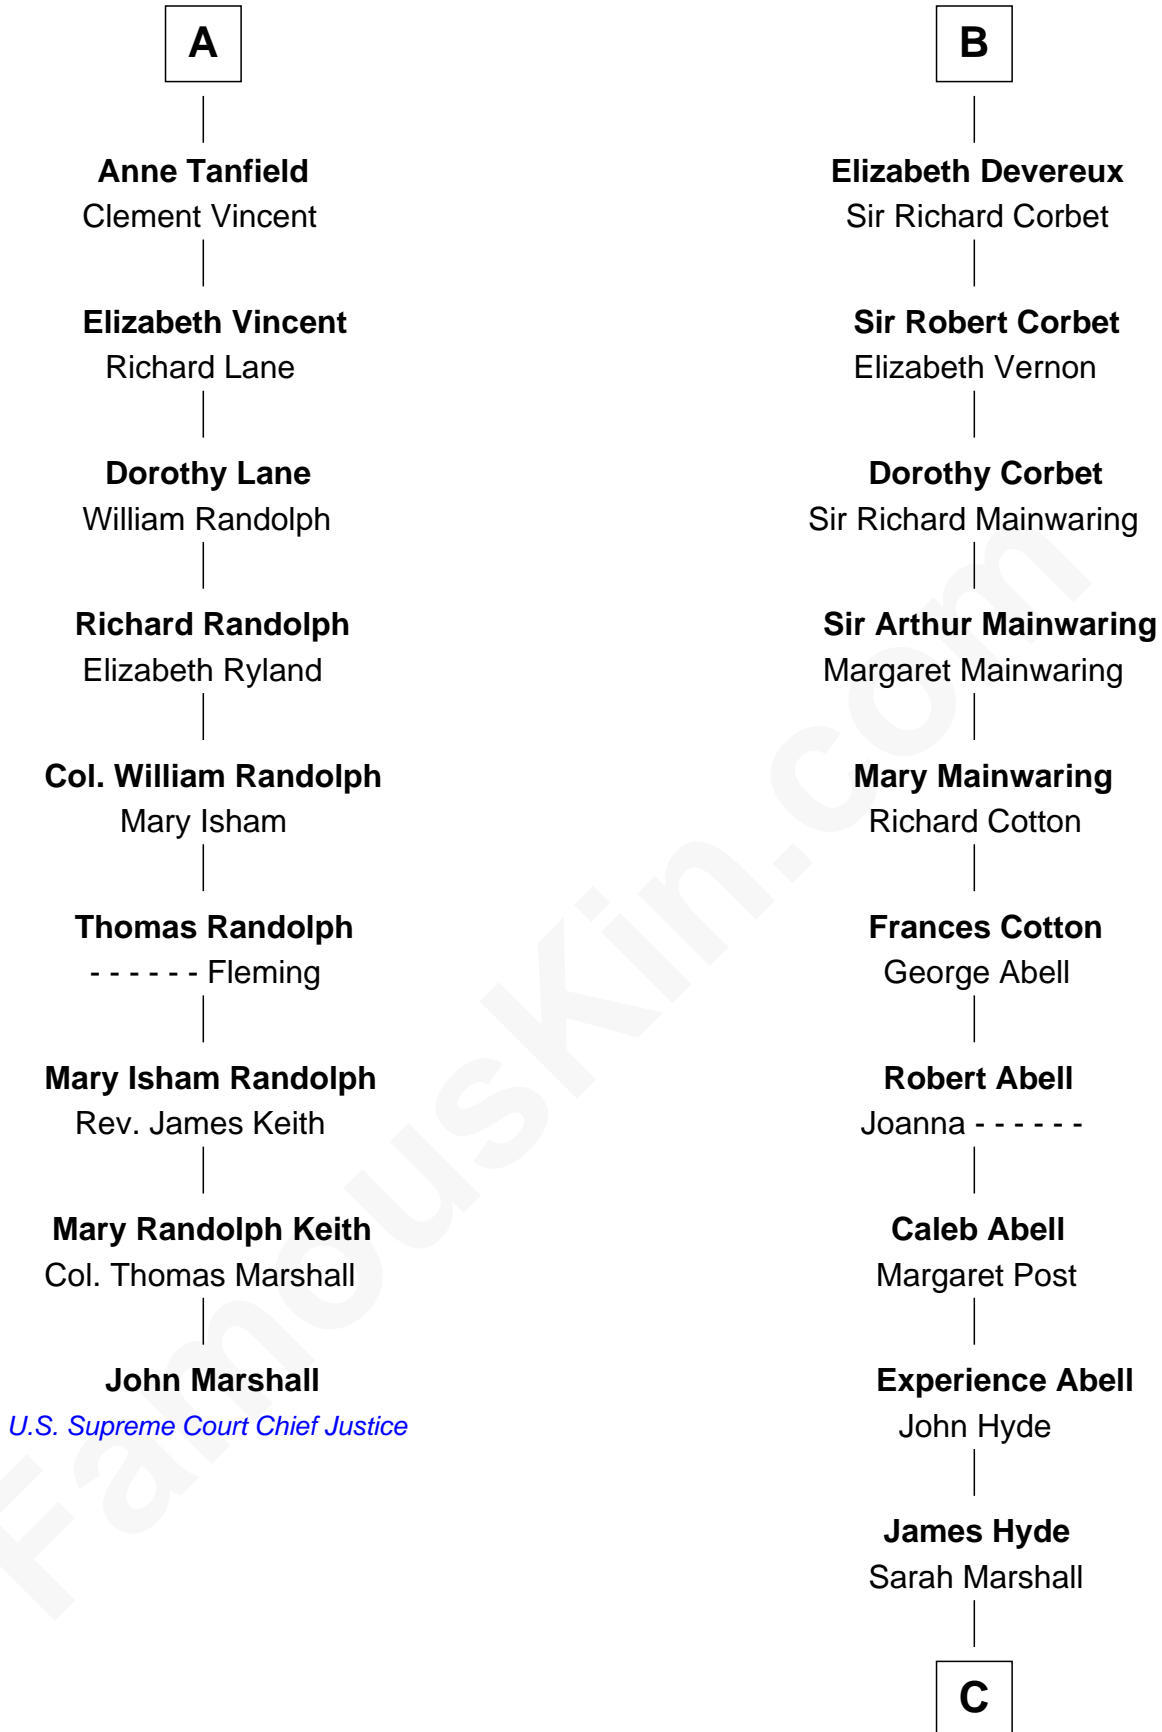 A
Anne Tanfield
Clement Vincent
Elizabeth Vincent
Richard Lane
Dorothy Lane
William Randolph
Richard Randolph
Elizabeth Ryland
Col. William Randolph
Mary Isham
Thomas Randolph
- - - - - - Fleming
Mary Isham Randolph
Rev. James Keith
Mary Randolph Keith
Col. Thomas Marshall
John Marshall
U.S. Supreme Court Chief Justice
B
Elizabeth Devereux
Sir Richard Corbet
Sir Robert Corbet
Elizabeth Vernon
Dorothy Corbet
Sir Richard Mainwaring
Sir Arthur Mainwaring
Margaret Mainwaring
Mary Mainwaring
Richard Cotton
Frances Cotton
George Abell
Robert Abell
Joanna - - - - - -
Caleb Abell
Margaret Post
Experience Abell
John Hyde
James Hyde
Sarah Marshall
C
FamousKin.com